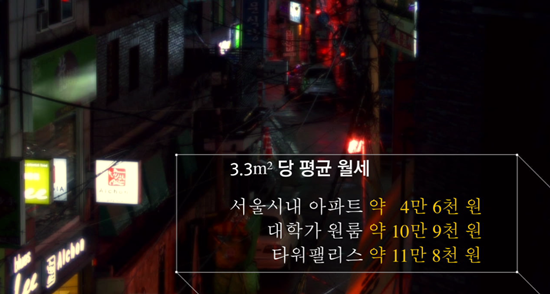 3.3m² 당 평균 월세
서울시내 아파트 약 4만 6천 원
대학가 원룸 약 10만 9천 원
타워팰리스 약 11만 8천 원
Alchoo